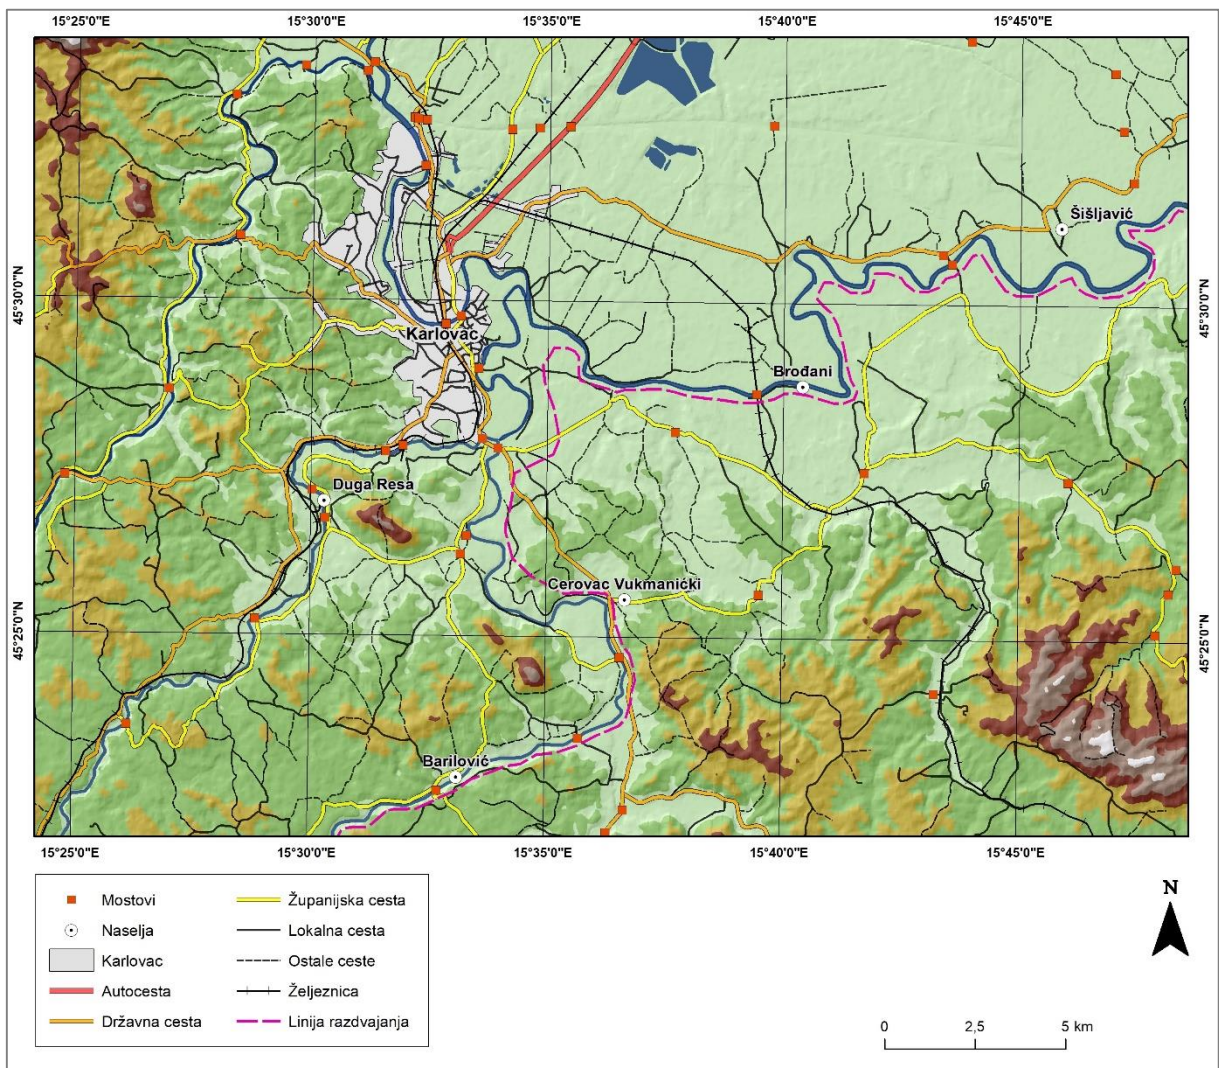 15°25'0"E 15°30'0"E 15°35'0"E 15°40'0"E 15°45'0"E
Šišljavić
45°30'0"N 45°30'0"N
Karlovac
Brođani
Duga Resa
Cerovac Vukmanićki
45°25'0"N 45°25'0"N
Barilović
15°25'0"E 15°30'0"E 15°35'0"E 15°40'0"E 15°45'0"E
Mostovi
Naselja
Karlovac
Autocesta
Državna cesta
Županijska cesta
Lokalna cesta
Ostale ceste
Željeznica
Linija razdvajanja
N
0 2,5 5 km